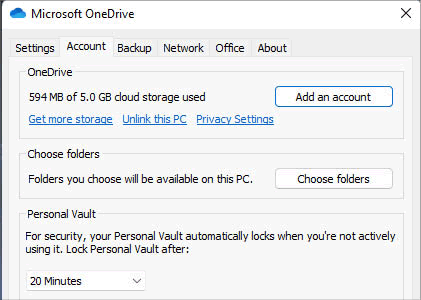 Microsoft OneDrive
Settings Account Backup Network Office About
OneDrive
594 MB of 5.0 GB cloud storage used Add an account
Get more storage Unlink this PC Privacy Settings
Choose folders
Folders you choose will be available on this PC. Choose folders
Personal Vault
For security, your Personal Vault automatically locks when you're not actively
using it. Lock Personal Vault after:
20 Minutes